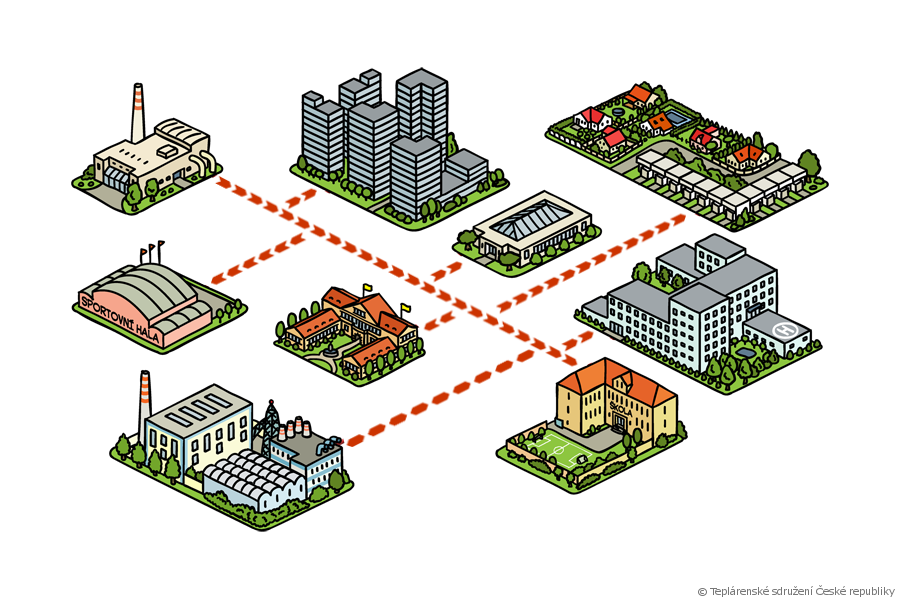 SPORTOVNÍ HALA
H
ŠKOLA
© Teplárenské sdružení České republiky